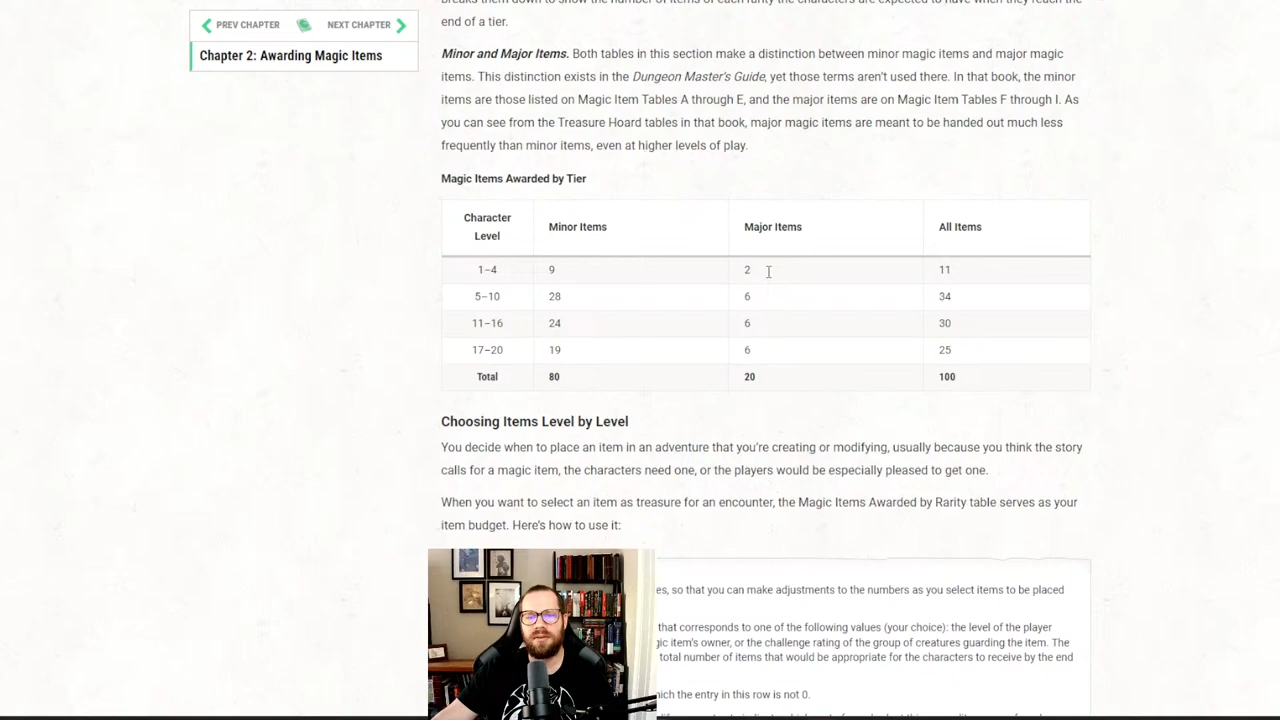 breaks them down to show the number of items of each rarity the characters are expected to have when they reach the
PREV CHAPTER NEXT CHAPTER
end of a tier.
Chapter 2: Awarding Magic Items
Minor and Major Items. Both tables in this section make a distinction between minor magic items and major magic
items. This distinction exists in the Dungeon Master's Guide, yet those terms aren't used there. In that book, the minor
items are those listed on Magic Item Tables A through E, and the major items are on Magic Item Tables F through I. As
you can see from the Treasure Hoard tables in that book, major magic items are meant to be handed out much less
frequently than minor items, even at higher levels of play.
Magic Items Awarded by Tier
Character Level Minor Items Major Items All Items
1–4 9 2 11
5–10 28 6 34
11–16 24 6 30
17–20 19 6 25
Total 80 20 100
Choosing Items Level by Level
You decide when to place an item in an adventure that you're creating or modifying, usually because you think the story
calls for a magic item, the characters need one, or the players would be especially pleased to get one.
When you want to select an item as treasure for an encounter, the Magic Items Awarded by Rarity table serves as your
item budget. Here's how to use it:
so that you can make adjustments to the numbers as you select items to be placed
that corresponds to one of the following values (your choice): the level of the player
item's owner, or the challenge rating of the group of creatures guarding the item. The
total number of items that would be appropriate for the characters to receive by the end
the entry in this row is not 0.